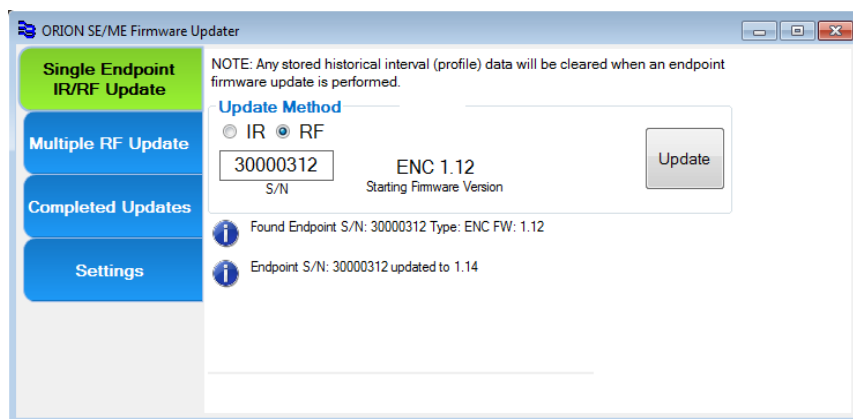 ORION SE/ME Firmware Updater
Single Endpoint
IR/RF Update
Multiple RF Update
Completed Updates
Settings
NOTE: Any stored historical interval (profile) data will be cleared when an endpoint
firmware update is performed.
Update Method
IR RF
30000312
S/N
ENC 1.12
Starting Firmware Version
Update
Found Endpoint S/N: 30000312 Type: ENC FW: 1.12
Endpoint S/N: 30000312 updated to 1.14